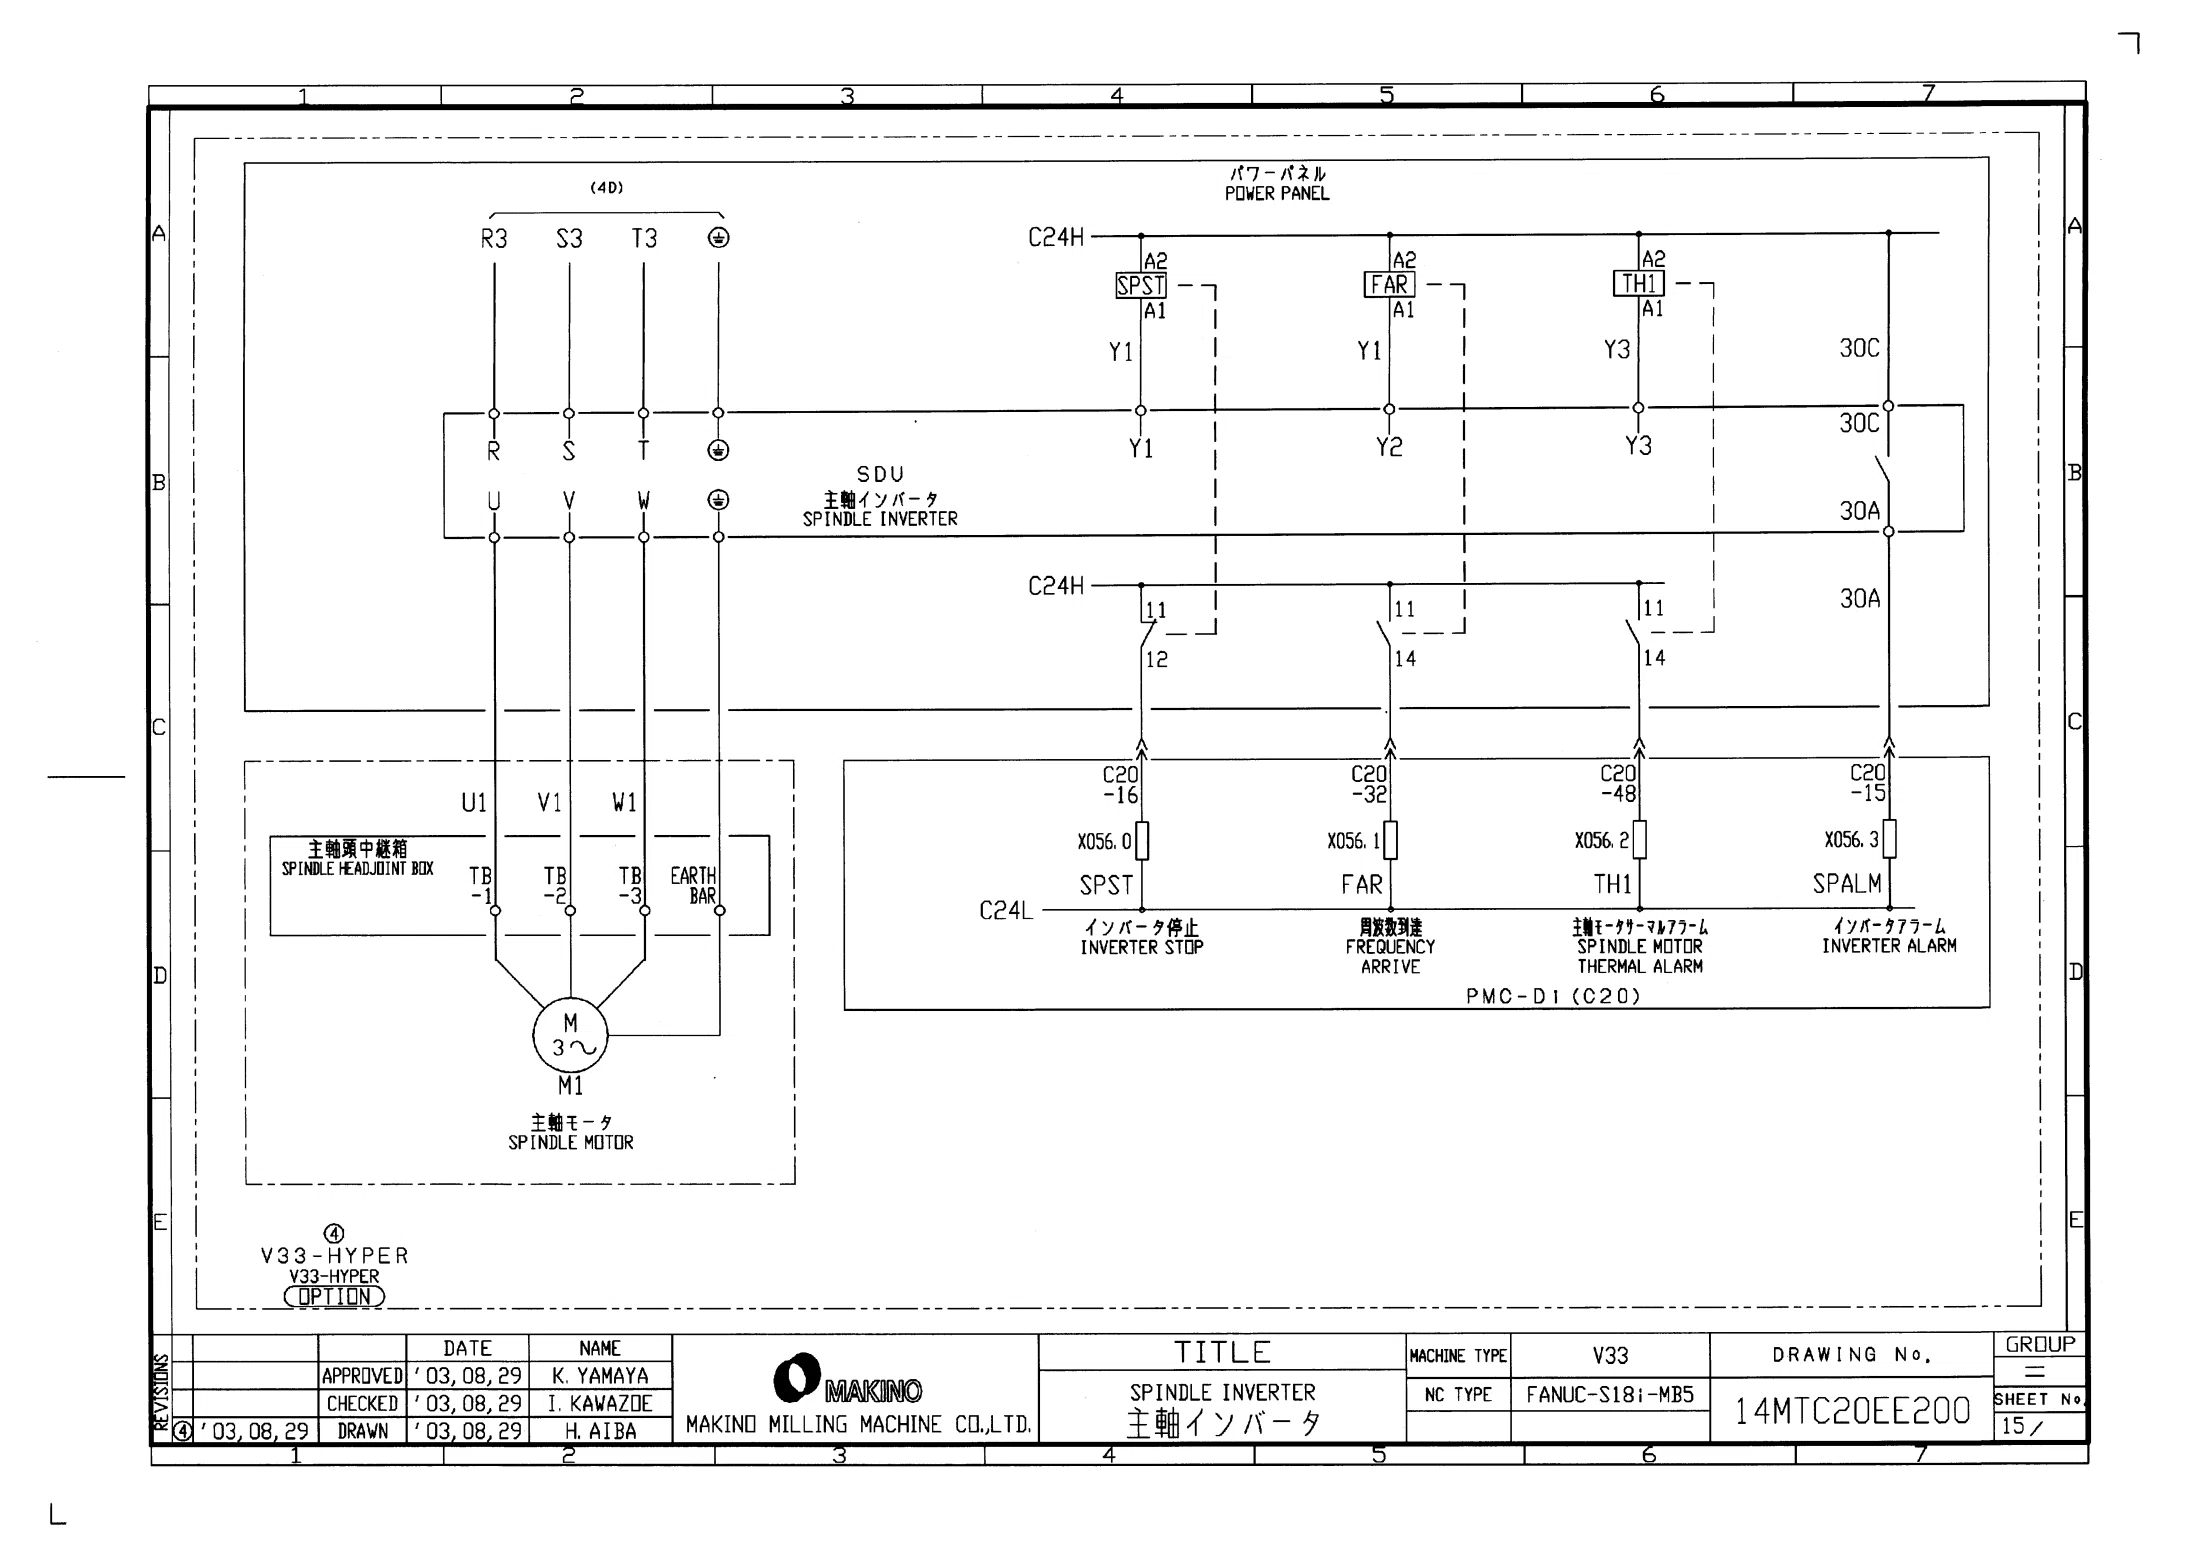 1 2 3 4 5 6 7
パワーパネル
POWER PANEL
(4D)
A A
R3 S3 T3
C24H
A2 A2 A2
SPST FAR TH1
A1 A1 A1
Y1 Y1 Y3 30C
30C
R S T
Y1 Y2 Y3
SDU
B B
主軸インバータ
SPINDLE INVERTER
U V W
30A
C24H
30A
11 11 11
12 14 14
C C
C20 C20 C20 C20
-16 -32 -48 -15
U1 V1 W1
X056.0 X056.1 X056.2 X056.3
主軸頭中継箱
SPINDLE HEADJOINT BOX
TB TB TB EARTH
-1 -2 -3 BAR
SPST FAR TH1 SPALM
C24L
インバータ停止
INVERTER STOP
周波数到達
FREQUENCY
ARRIVE
主軸モータサーマルアラーム
SPINDLE MOTOR
THERMAL ALARM
インバータアラーム
INVERTER ALARM
D D
PMC-Di(C20)
M
3
M1
主軸モータ
SPINDLE MOTOR
E E
④
V33-HYPER
V33-HYPER
OPTION
REVISIONS
④ '03,08,29
DATE NAME
APPROVED '03,08,29 K. YAMAYA
CHECKED '03,08,29 I. KAWAZOE
DRAWN '03,08,29 H. AIBA
MAKINO
MAKINO MILLING MACHINE CO.,LTD.
TITLE
SPINDLE INVERTER
主軸インバータ
MACHINE TYPE V33
NC TYPE FANUC-S18i-MB5
DRAWING No.
14MTC20EE200
GROUP
=
SHEET No.
15/
1 2 3 4 5 6 7